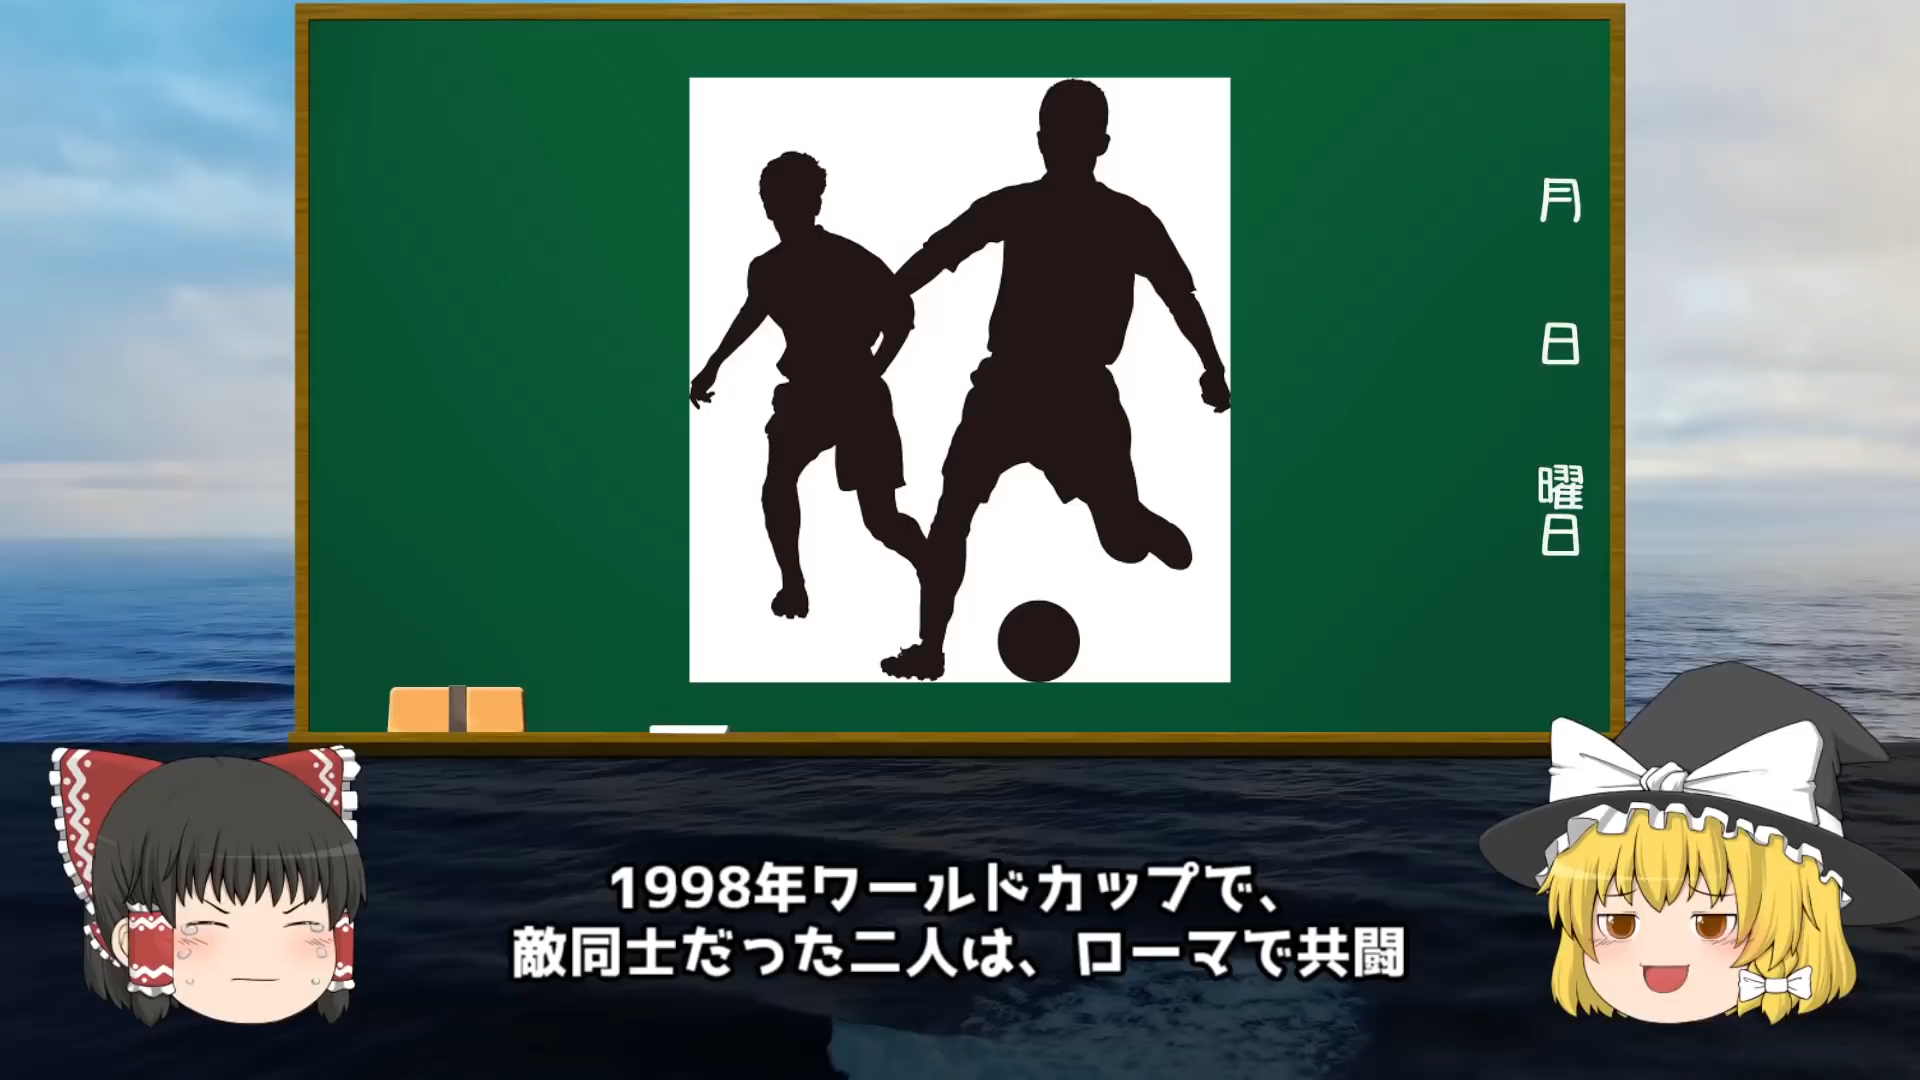 月
日
曜日
1998年ワールドカップで、
敵同士だった二人は、ローマで共闘